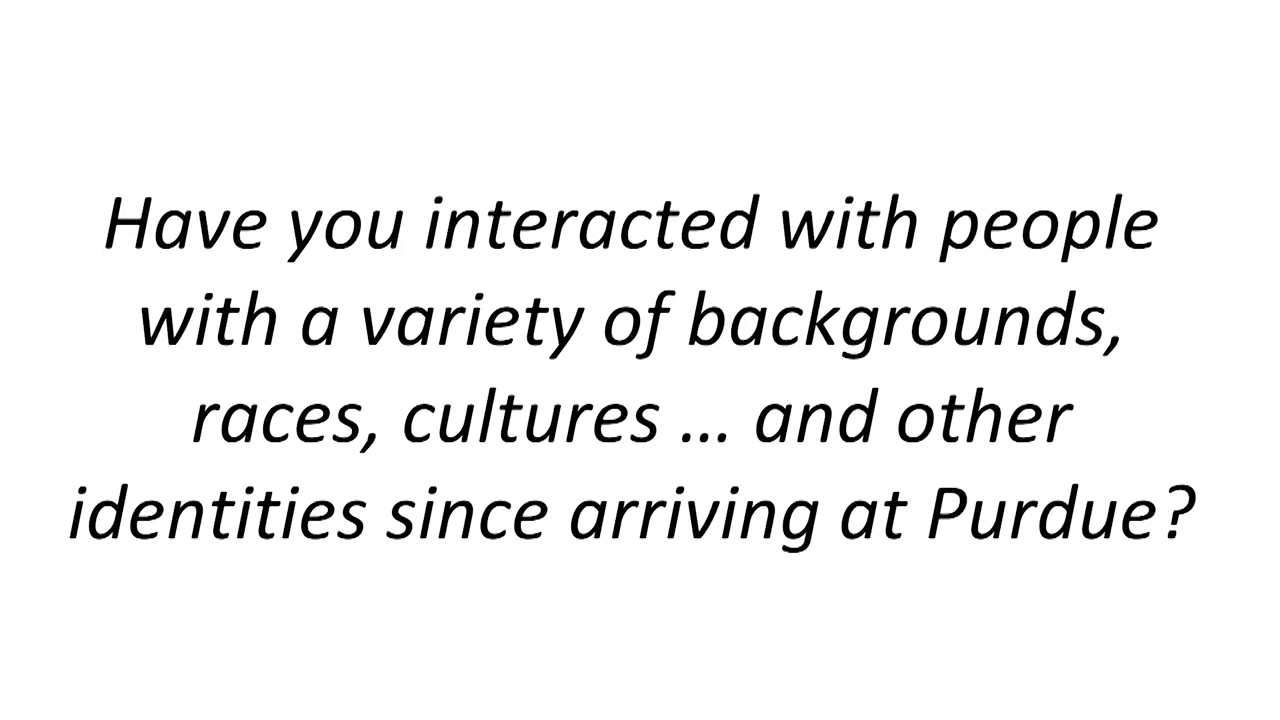 Have you interacted with people
with a variety of backgrounds,
races, cultures … and other
identities since arriving at Purdue?